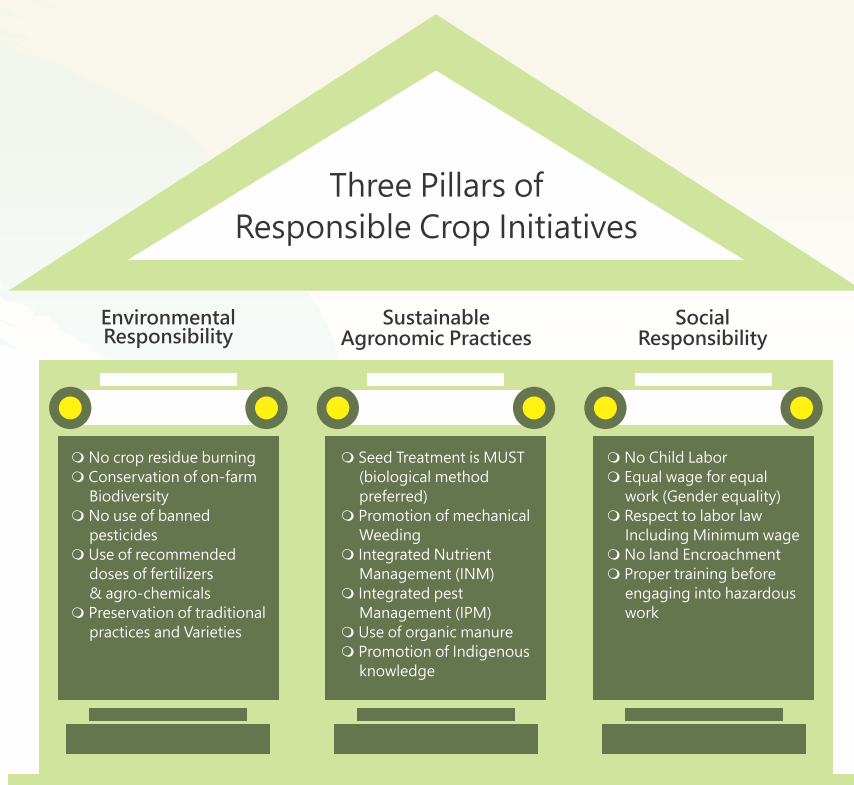 Three Pillars of
Responsible Crop Initiatives
Environmental
Responsibility
❍ No crop residue burning
❍ Conservation of on-farm
Biodiversity
❍ No use of banned
pesticides
❍ Use of recommended
doses of fertilizers
& agro-chemicals
❍ Preservation of traditional
practices and Varieties
Sustainable
Agronomic Practices
❍ Seed Treatment is MUST
(biological method
preferred)
❍ Promotion of mechanical
Weeding
❍ Integrated Nutrient
Management (INM)
❍ Integrated pest
Management (IPM)
❍ Use of organic manure
❍ Promotion of Indigenous
knowledge
Social
Responsibility
❍ No Child Labor
❍ Equal wage for equal
work (Gender equality)
❍ Respect to labor law
Including Minimum wage
❍ No land Encroachment
❍ Proper training before
engaging into hazardous
work